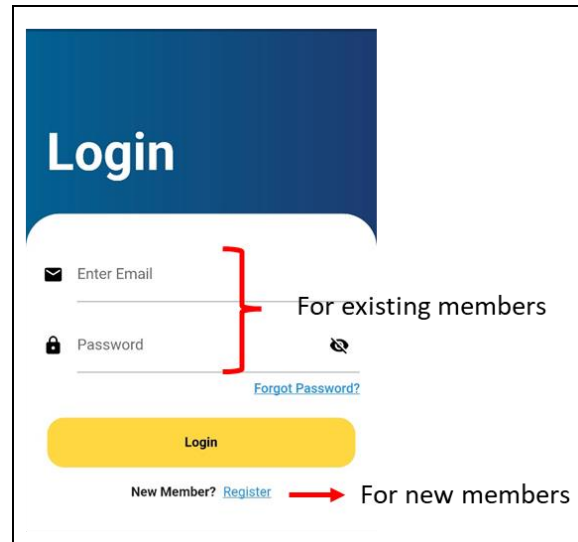 Login
Enter Email
For existing members
Password
Forgot Password?
Login
New Member? Register
For new members